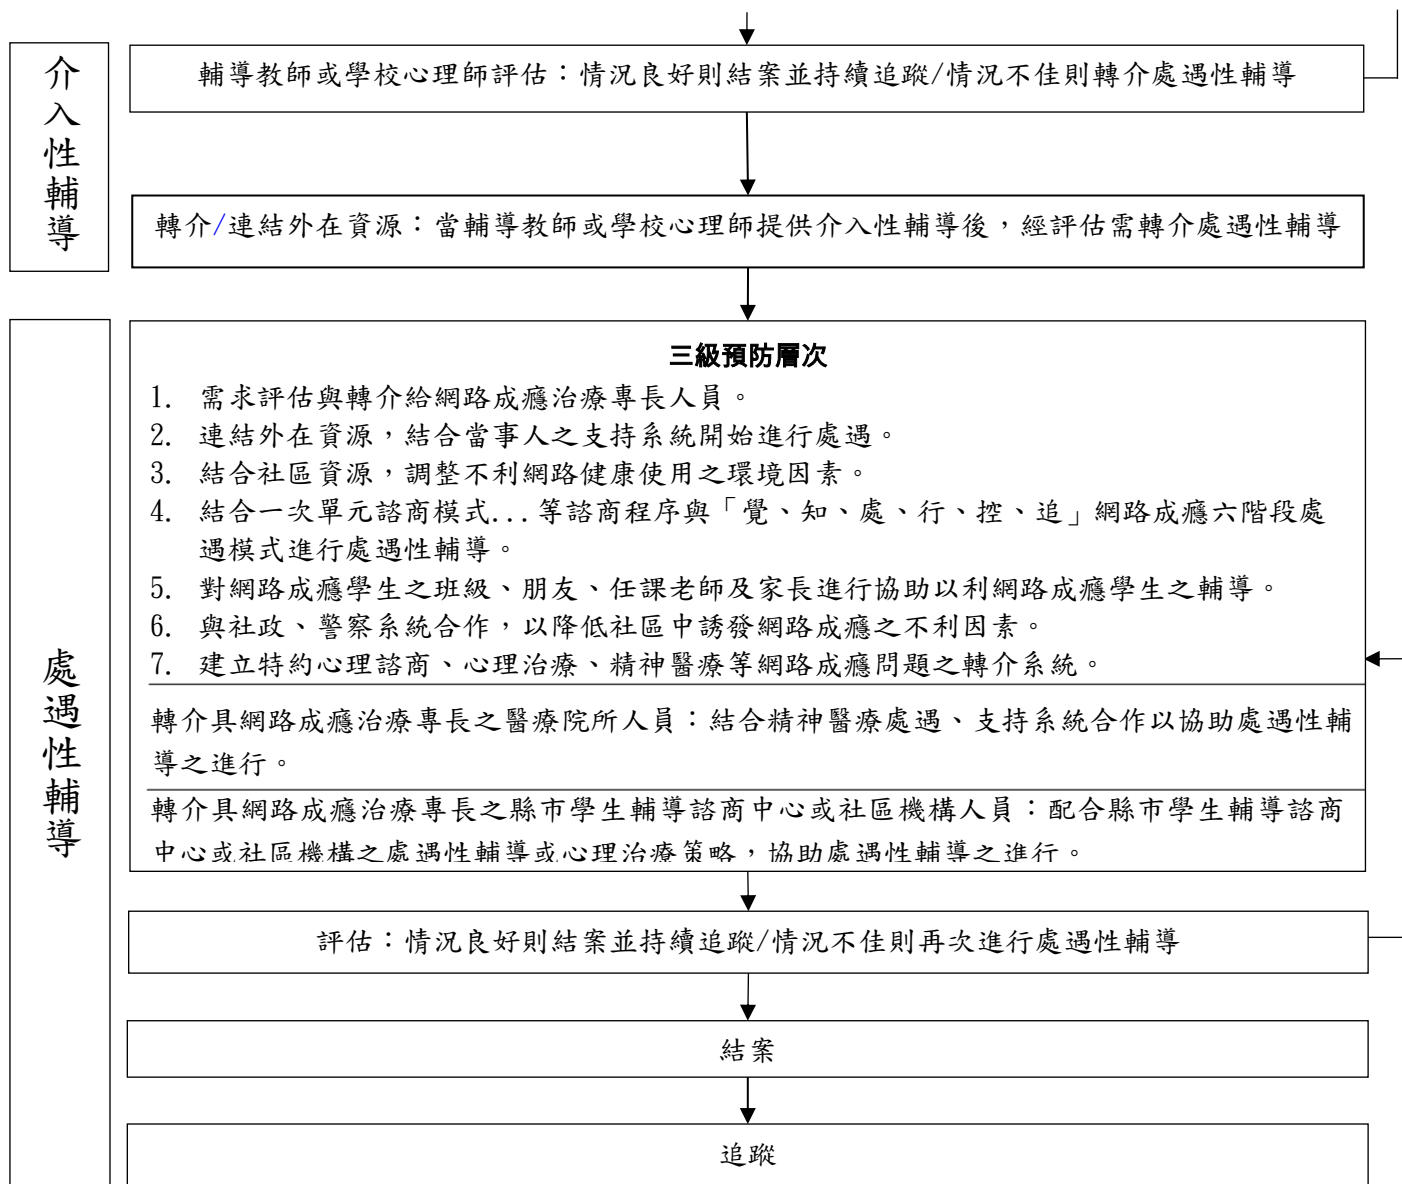 介入性輔導
輔導教師或學校心理師評估：情況良好則結案並持續追蹤/情況不佳則轉介處遇性輔導
轉介/連結外在資源：當輔導教師或學校心理師提供介入性輔導後，經評估需轉介處遇性輔導
處遇性輔導
三級預防層次
1. 需求評估與轉介給網路成癮治療專長人員。
2. 連結外在資源，結合當事人之支持系統開始進行處遇。
3. 結合社區資源，調整不利網路健康使用之環境因素。
4. 結合一次單元諮商模式...等諮商程序與「覺、知、處、行、控、追」網路成癮六階段處
遇模式進行處遇性輔導。
5. 對網路成癮學生之班級、朋友、任課老師及家長進行協助以利網路成癮學生之輔導。
6. 與社政、警察系統合作，以降低社區中誘發網路成癮之不利因素。
7. 建立特約心理諮商、心理治療、精神醫療等網路成癮問題之轉介系統。
轉介具網路成癮治療專長之醫療院所人員：結合精神醫療處遇、支持系統合作以協助處遇性輔
導之進行。
轉介具網路成癮治療專長之縣市學生輔導諮商中心或社區機構人員：配合縣市學生輔導諮商
中心或社區機構之處遇性輔導或心理治療策略，協助處遇性輔導之進行。
評估：情況良好則結案並持續追蹤/情況不佳則再次進行處遇性輔導
結案
追蹤